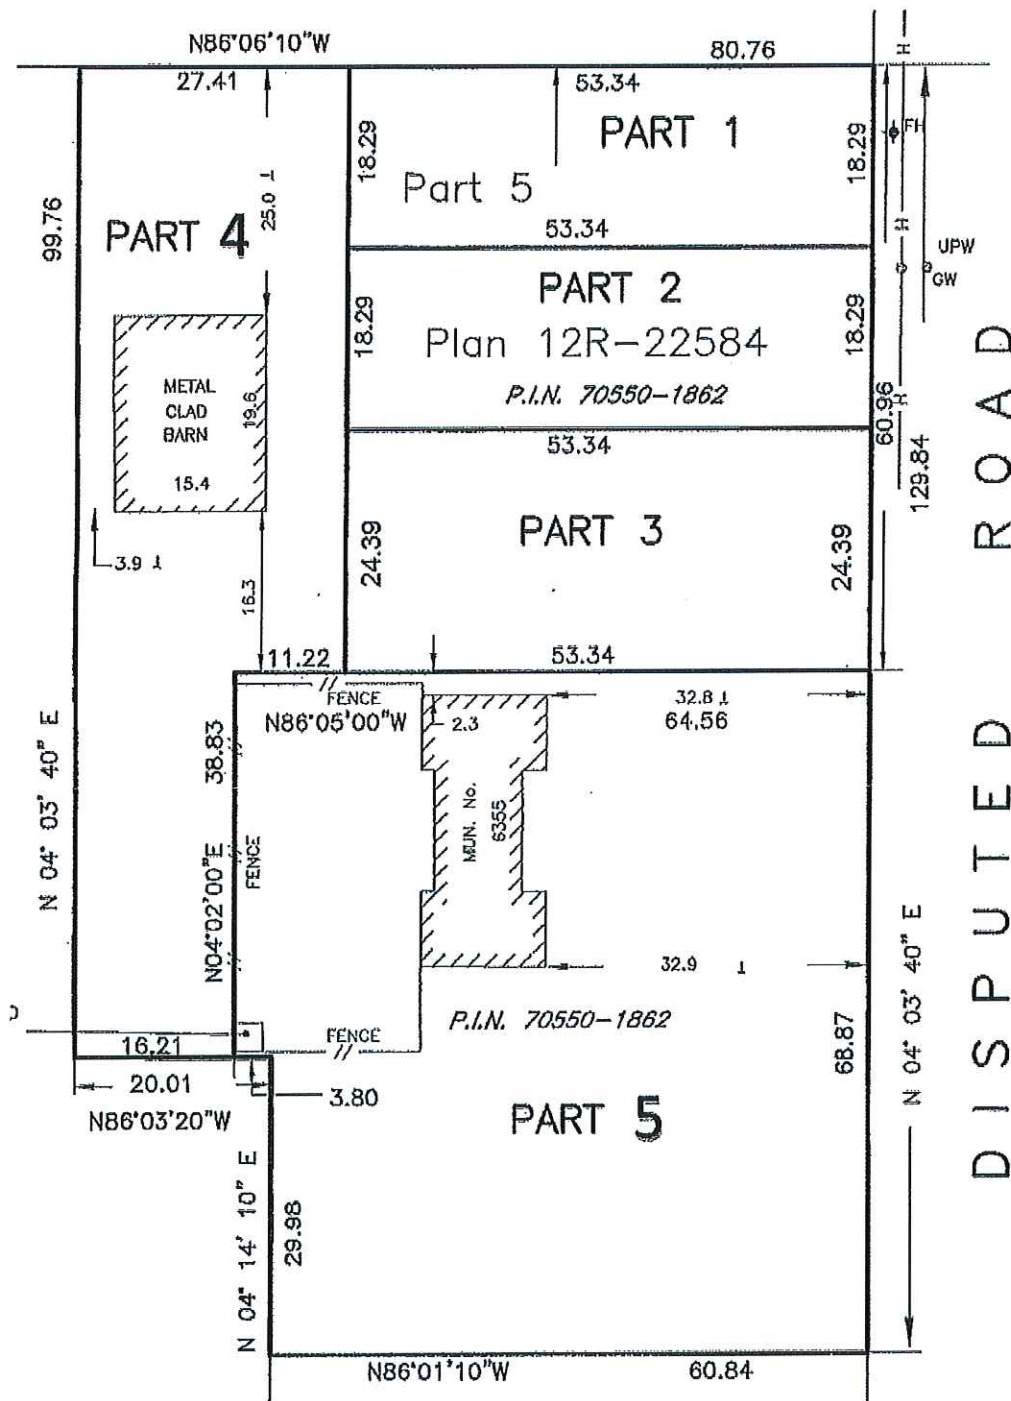 N86°06'10"W
80.76
27.41
53.34
18.29
PART 1
18.29
FH
Part 5
H
H
99.76
25.0 ⊥
PART 4
53.34
UPW
GW
PART 2
18.29
18.29
Plan 12R-22584
P.I.N. 70550-1862
H
60.96
129.84
METAL
CLAD
BARN
19.6
15.4
53.34
PART 3
24.39
24.39
3.9 ⊥
16.3
11.22
53.34
FENCE
N86°05'00"W
2.3
32.8 ⊥
64.56
38.83
N 04° 03' 40" E
N04°02'00"E
FENCE
MUN. No.
6355
32.9 ⊥
P.I.N. 70550-1862
FENCE
16.21
20.01
3.80
N86°03'20"W
68.87
N 04° 03' 40" E
PART 5
N 04° 14' 10" E
29.98
N86°01'10"W
60.84
DISPUTED ROAD